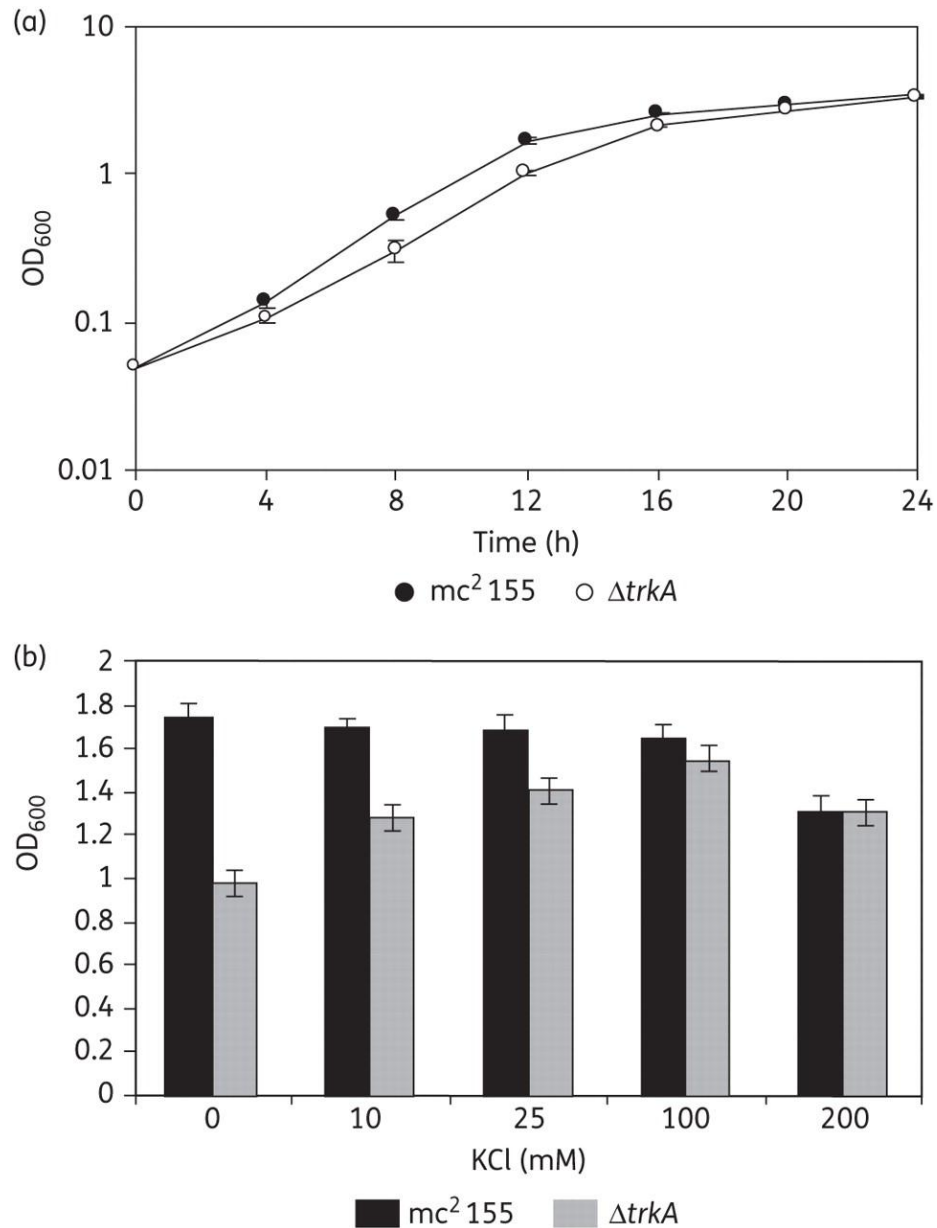 (a)
10
1
0.1
0.01
OD₆₀₀
0 4 8 12 16 20 24
Time (h)
mc² 155 ΔtrkA
(b)
2
1.8
1.6
1.4
1.2
1
0.8
0.6
0.4
0.2
0
OD₆₀₀
0 10 25 100 200
KCl (mM)
mc² 155 ΔtrkA